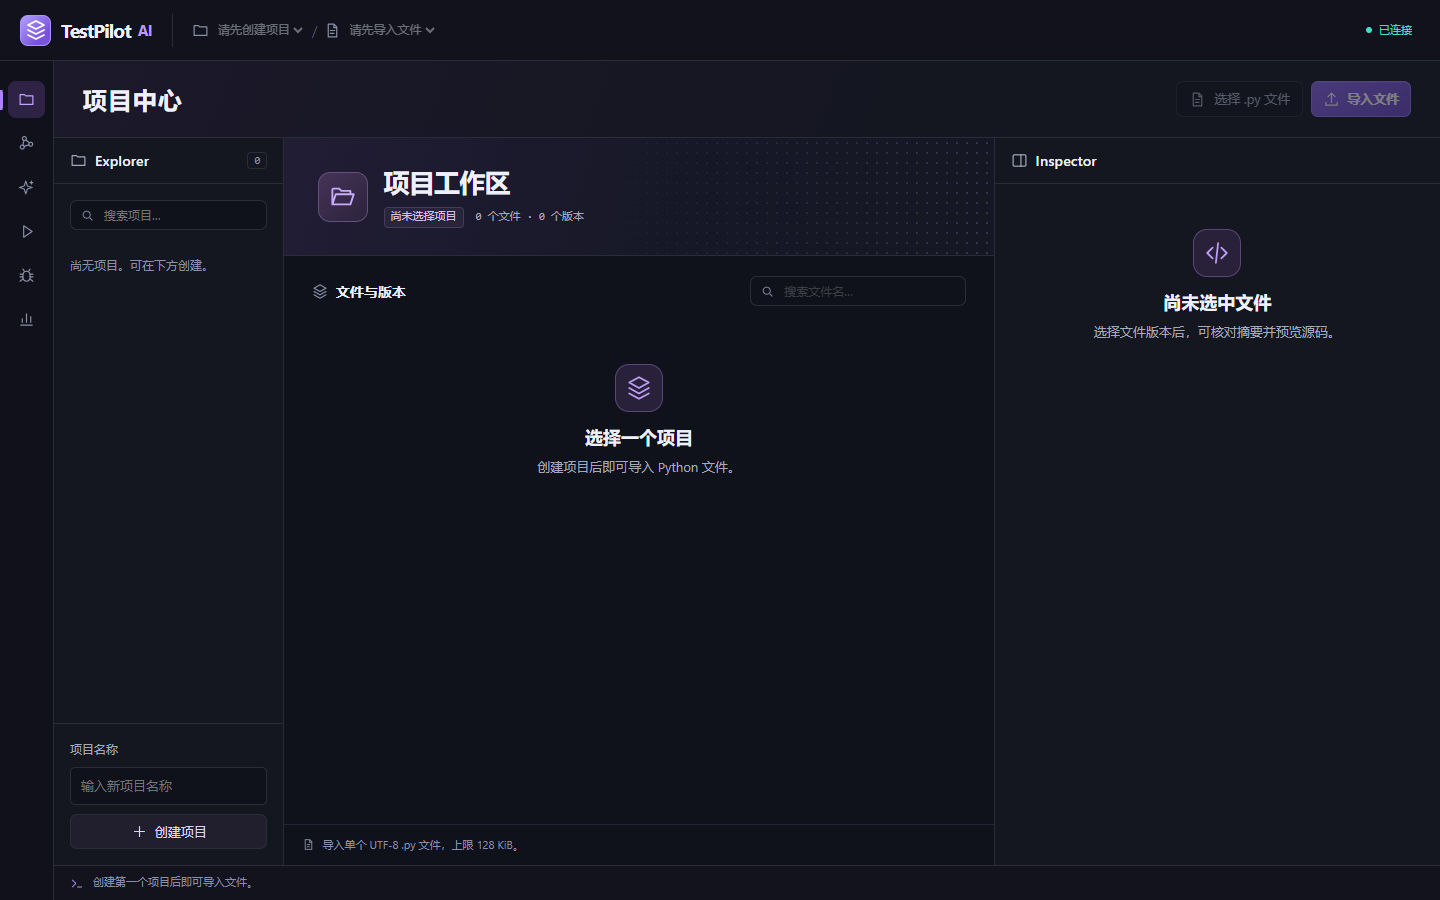 TestPilot AI
请先创建项目 / 请先导入文件
已连接
项目中心
选择 .py 文件
导入文件
Explorer
0
搜索项目...
尚无项目。可在下方创建。
项目名称
输入新项目名称
创建项目
项目工作区
尚未选择项目 0 个文件 · 0 个版本
文件与版本
搜索文件名...
选择一个项目
创建项目后即可导入 Python 文件。
导入单个 UTF-8 .py 文件，上限 128 KiB。
Inspector
尚未选中文件
选择文件版本后，可核对摘要并预览源码。
创建第一个项目后即可导入文件。